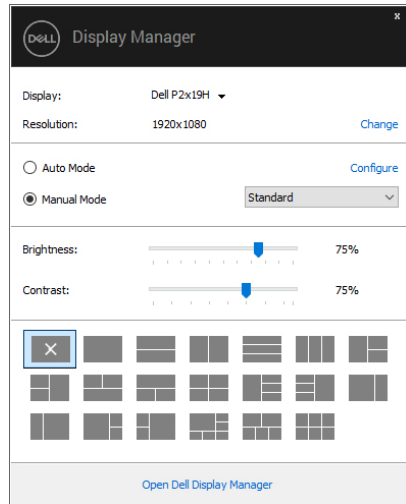 x
DELL Display Manager
Display: Dell P2x19H
Resolution: 1920x1080 Change
Auto Mode Configure
Manual Mode Standard
Brightness: 75%
Contrast: 75%
Open Dell Display Manager